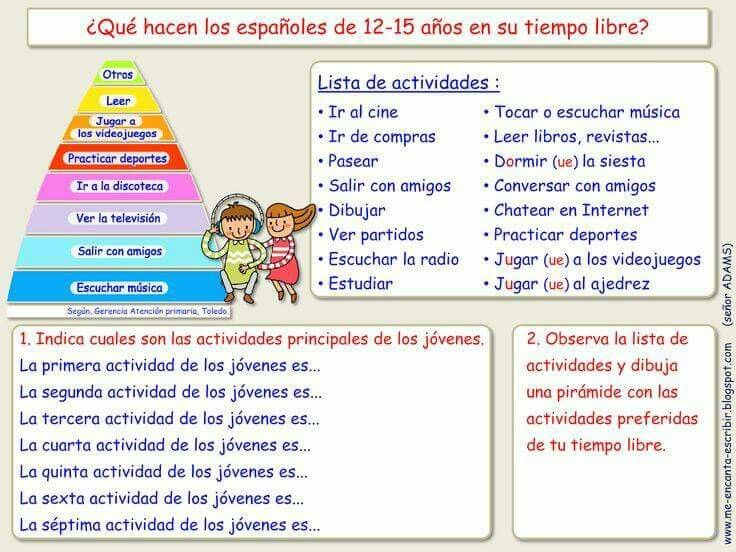 ¿Qué hacen los españoles de 12-15 años en su tiempo libre?
Otros
Leer
Jugar a
los videojuegos
Practicar deportes
Ir a la discoteca
Ver la televisión
Salir con amigos
Escuchar música
Según, Gerencia Atención primaria, Toledo
Lista de actividades :
• Ir al cine
• Ir de compras
• Pasear
• Salir con amigos
• Dibujar
• Ver partidos
• Escuchar la radio
• Estudiar
• Tocar o escuchar música
• Leer libros, revistas...
• Dormir (ue) la siesta
• Conversar con amigos
• Chatear en Internet
• Practicar deportes
• Jugar (ue) a los videojuegos
• Jugar (ue) al ajedrez
1. Indica cuales son las actividades principales de los jóvenes.
La primera actividad de los jóvenes es...
La segunda actividad de los jóvenes es...
La tercera actividad de los jóvenes es...
La cuarta actividad de los jóvenes es...
La quinta actividad de los jóvenes es...
La sexta actividad de los jóvenes es...
La séptima actividad de los jóvenes es...
2. Observa la lista de
actividades y dibuja
una pirámide con las
actividades preferidas
de tu tiempo libre.
www.me-encanta-escribir.blogspot.com (señor ADAMS)